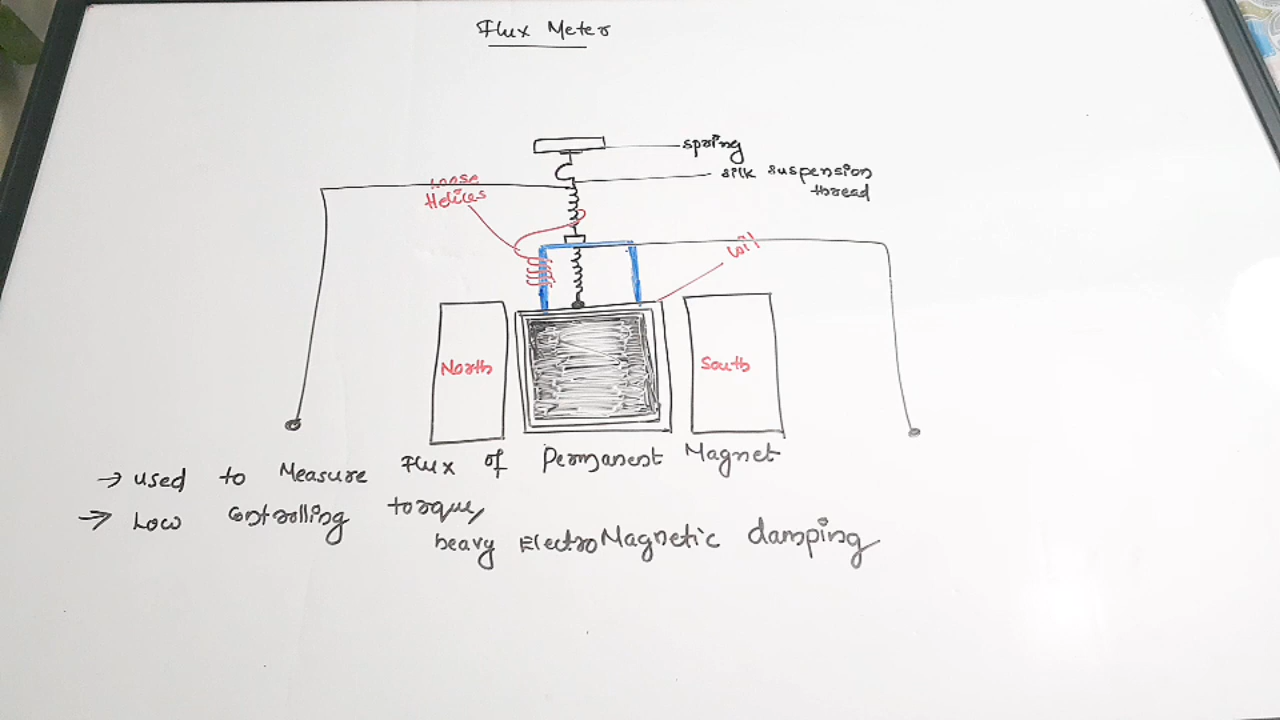 Flux Meter
spring
silk suspension
thread
Loose
Helices
Coil
North
South
→ used to Measure Flux of Permanent Magnet
→ Low controlling torque,
heavy ElectroMagnetic damping